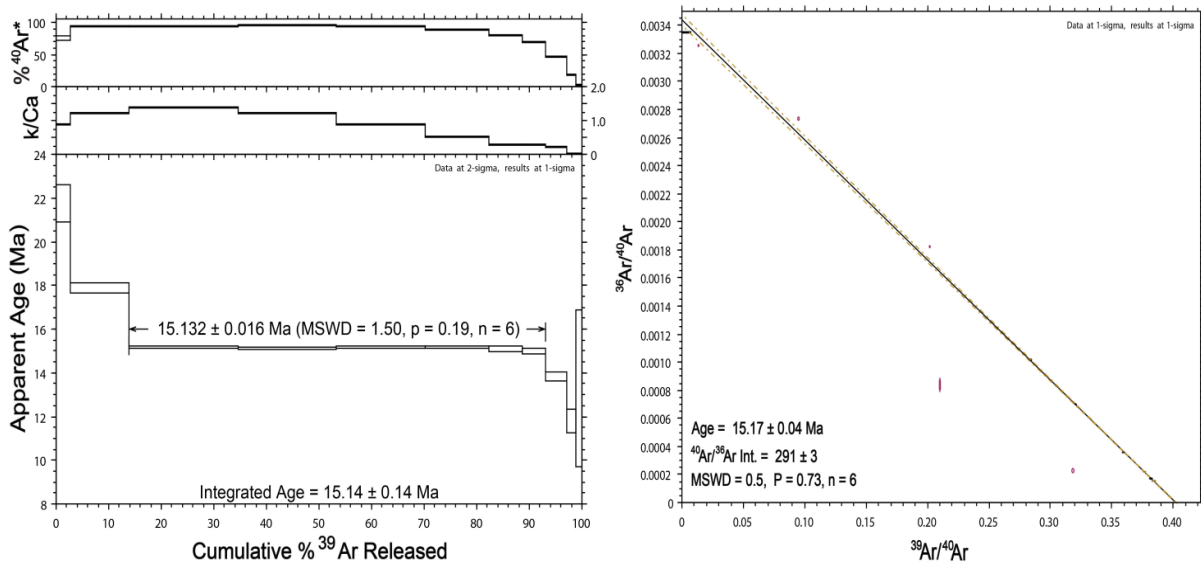 100
50
0
%⁴⁰Ar*
2.0
1.0
0
k/Ca
24
22
20
18
16
14
12
10
8
Apparent Age (Ma)
Data at 2-sigma, results at 1-sigma
15.132 ± 0.016 Ma (MSWD = 1.50, p = 0.19, n = 6)
Integrated Age = 15.14 ± 0.14 Ma
0 10 20 30 40 50 60 70 80 90 100
Cumulative % ³⁹Ar Released
0.0034
0.0032
0.0030
0.0028
0.0026
0.0024
0.0022
0.0020
0.0018
0.0016
0.0014
0.0012
0.0010
0.0008
0.0006
0.0004
0.0002
0
³⁶Ar/⁴⁰Ar
Data at 1-sigma, results at 1-sigma
Age = 15.17 ± 0.04 Ma
⁴⁰Ar/³⁶Ar Int. = 291 ± 3
MSWD = 0.5, P = 0.73, n = 6
0 0.05 0.10 0.15 0.20 0.25 0.30 0.35 0.40
³⁹Ar/⁴⁰Ar